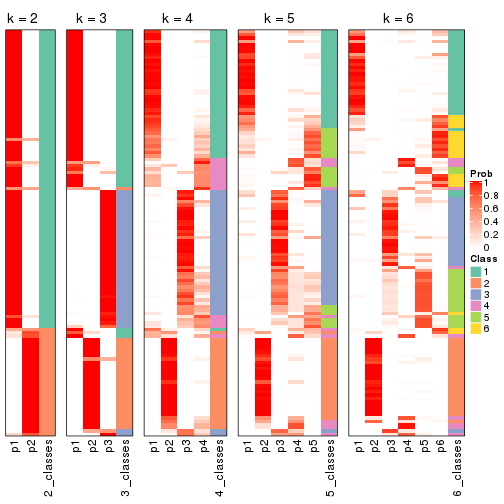 k = 2
k = 3
k = 4
k = 5
k = 6
p1
p2
2_classes
p1
p2
p3
3_classes
p1
p2
p3
p4
4_classes
p1
p2
p3
p4
p5
5_classes
p1
p2
p3
p4
p5
p6
6_classes
Prob
1
0.8
0.6
0.4
0.2
0
Class
1
2
3
4
5
6